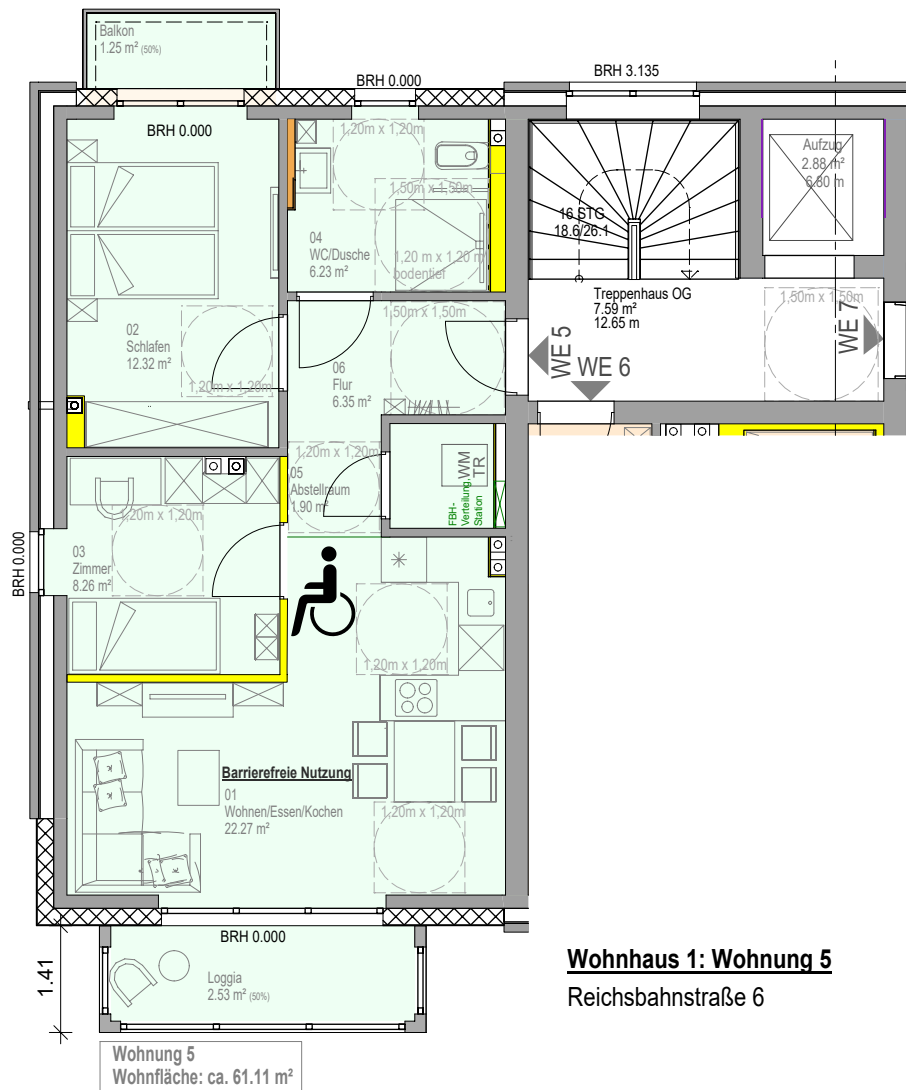 Balkon
1.25 m² (50%)
BRH 0.000
BRH 3.135
BRH 0.000
1,20m x 1,20m
Aufzug
2.88 m²
6.80 m
1,50m x 1,50m
16 STG
18.6/26.1
04
WC/Dusche
6.23 m²
1,20 m x 1,20 m
bodentief
Treppenhaus OG
7.59 m²
12.65 m
1,50m x 1,50m
1,50m x 1,50m
02
Schlafen
12.32 m²
1,20m x 1,20m
06
Flur
6.35 m²
WE 5
WE 6
WE 7
1,20m x 1,20m
05
Abstellraum
1.90 m²
WM
TR
FBH-
Verteilung,
Station
1,20m x 1,20m
BRH 0.000
03
Zimmer
8.26 m²
1,20m x 1,20m
Barrierefreie Nutzung
01
Wohnen/Essen/Kochen
22.27 m²
1,20m x 1,20m
BRH 0.000
1.41
Loggia
2.53 m² (50%)
Wohnhaus 1: Wohnung 5
Reichsbahnstraße 6
Wohnung 5
Wohnfläche: ca. 61.11 m²